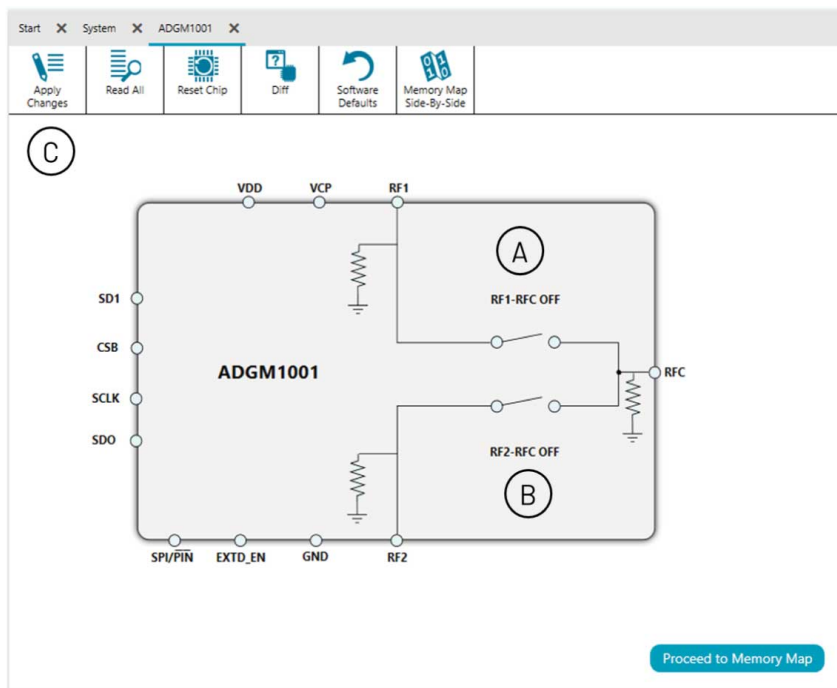 Start X System X ADGM1001 X
Apply Changes
Read All
Reset Chip
Diff
Software Defaults
Memory Map Side-By-Side
C
VDD VCP RF1
A
RF1-RFC OFF
SD1
CSB
ADGM1001
RFC
SCLK
SDO
RF2-RFC OFF
B
SPI/PIN EXTD_EN GND RF2
Proceed to Memory Map